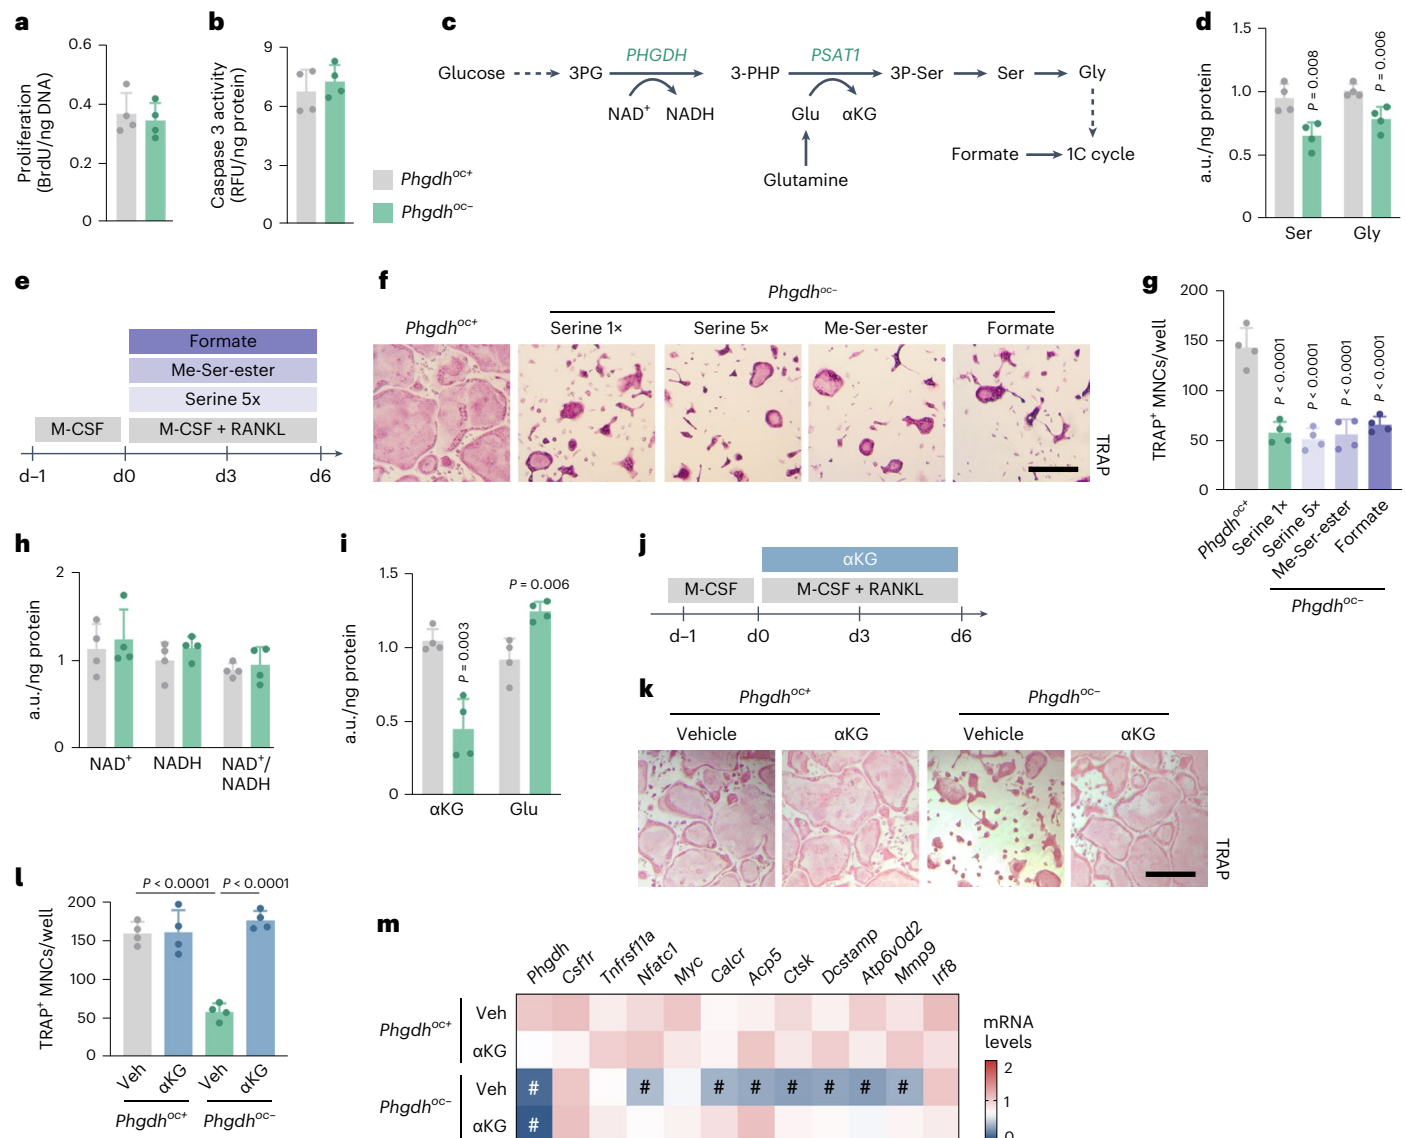 a
0.6
0.4
0.2
0
Proliferation
(BrdU/ng DNA)
b
9
6
3
0
Caspase 3 activity
(RFU/ng protein)
Phgdh^oc+
Phgdh^oc–
c
Glucose
3PG
PHGDH
NAD⁺
NADH
3-PHP
PSAT1
Glu
αKG
3P-Ser
Ser
Gly
Glutamine
Formate
1C cycle
d
1.5
1.0
0.5
0
a.u./ng protein
P = 0.008
P = 0.006
Ser
Gly
e
Formate
Me-Ser-ester
Serine 5x
M-CSF
M-CSF + RANKL
d–1
d0
d3
d6
f
Phgdh^oc–
Phgdh^oc+
Serine 1×
Serine 5×
Me-Ser-ester
Formate
TRAP
g
200
150
100
50
0
TRAP⁺ MNCs/well
P < 0.0001
P < 0.0001
P < 0.0001
P < 0.0001
Phgdh^oc+
Serine 1×
Serine 5×
Me-Ser-ester
Formate
Phgdh^oc–
h
2
1
0
a.u./ng protein
NAD⁺
NADH
NAD⁺/
NADH
i
1.5
1.0
0.5
0
a.u./ng protein
P = 0.003
P = 0.006
αKG
Glu
j
αKG
M-CSF
M-CSF + RANKL
d–1
d0
d3
d6
k
Phgdh^oc+
Phgdh^oc–
Vehicle
αKG
Vehicle
αKG
TRAP
l
P < 0.0001
P < 0.0001
200
150
100
50
0
TRAP⁺ MNCs/well
Veh
αKG
Veh
αKG
Phgdh^oc+
Phgdh^oc–
m
Phgdh
Csf1r
Tnfrsf11a
Nfatc1
Myc
Calcr
Acp5
Ctsk
Dcstamp
Atp6v0d2
Mmp9
Irf8
Phgdh^oc+
Veh
αKG
Phgdh^oc–
Veh
# # # # # # # #
αKG
#
mRNA
levels
2
1
0